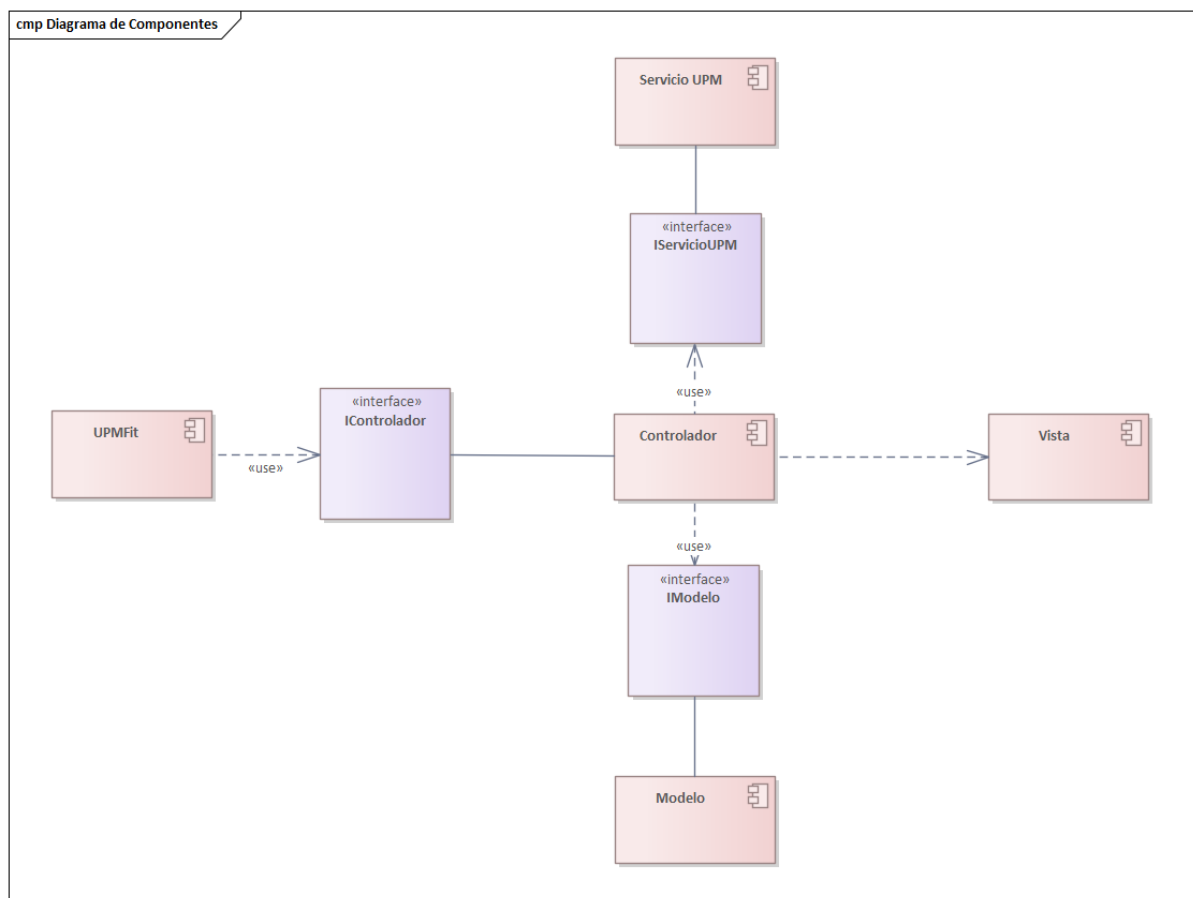 cmp Diagrama de Componentes
Servicio UPM
«interface»
IServicioUPM
«use»
UPMFit
«use»
«interface»
IControlador
Controlador
Vista
«use»
«interface»
IModelo
Modelo